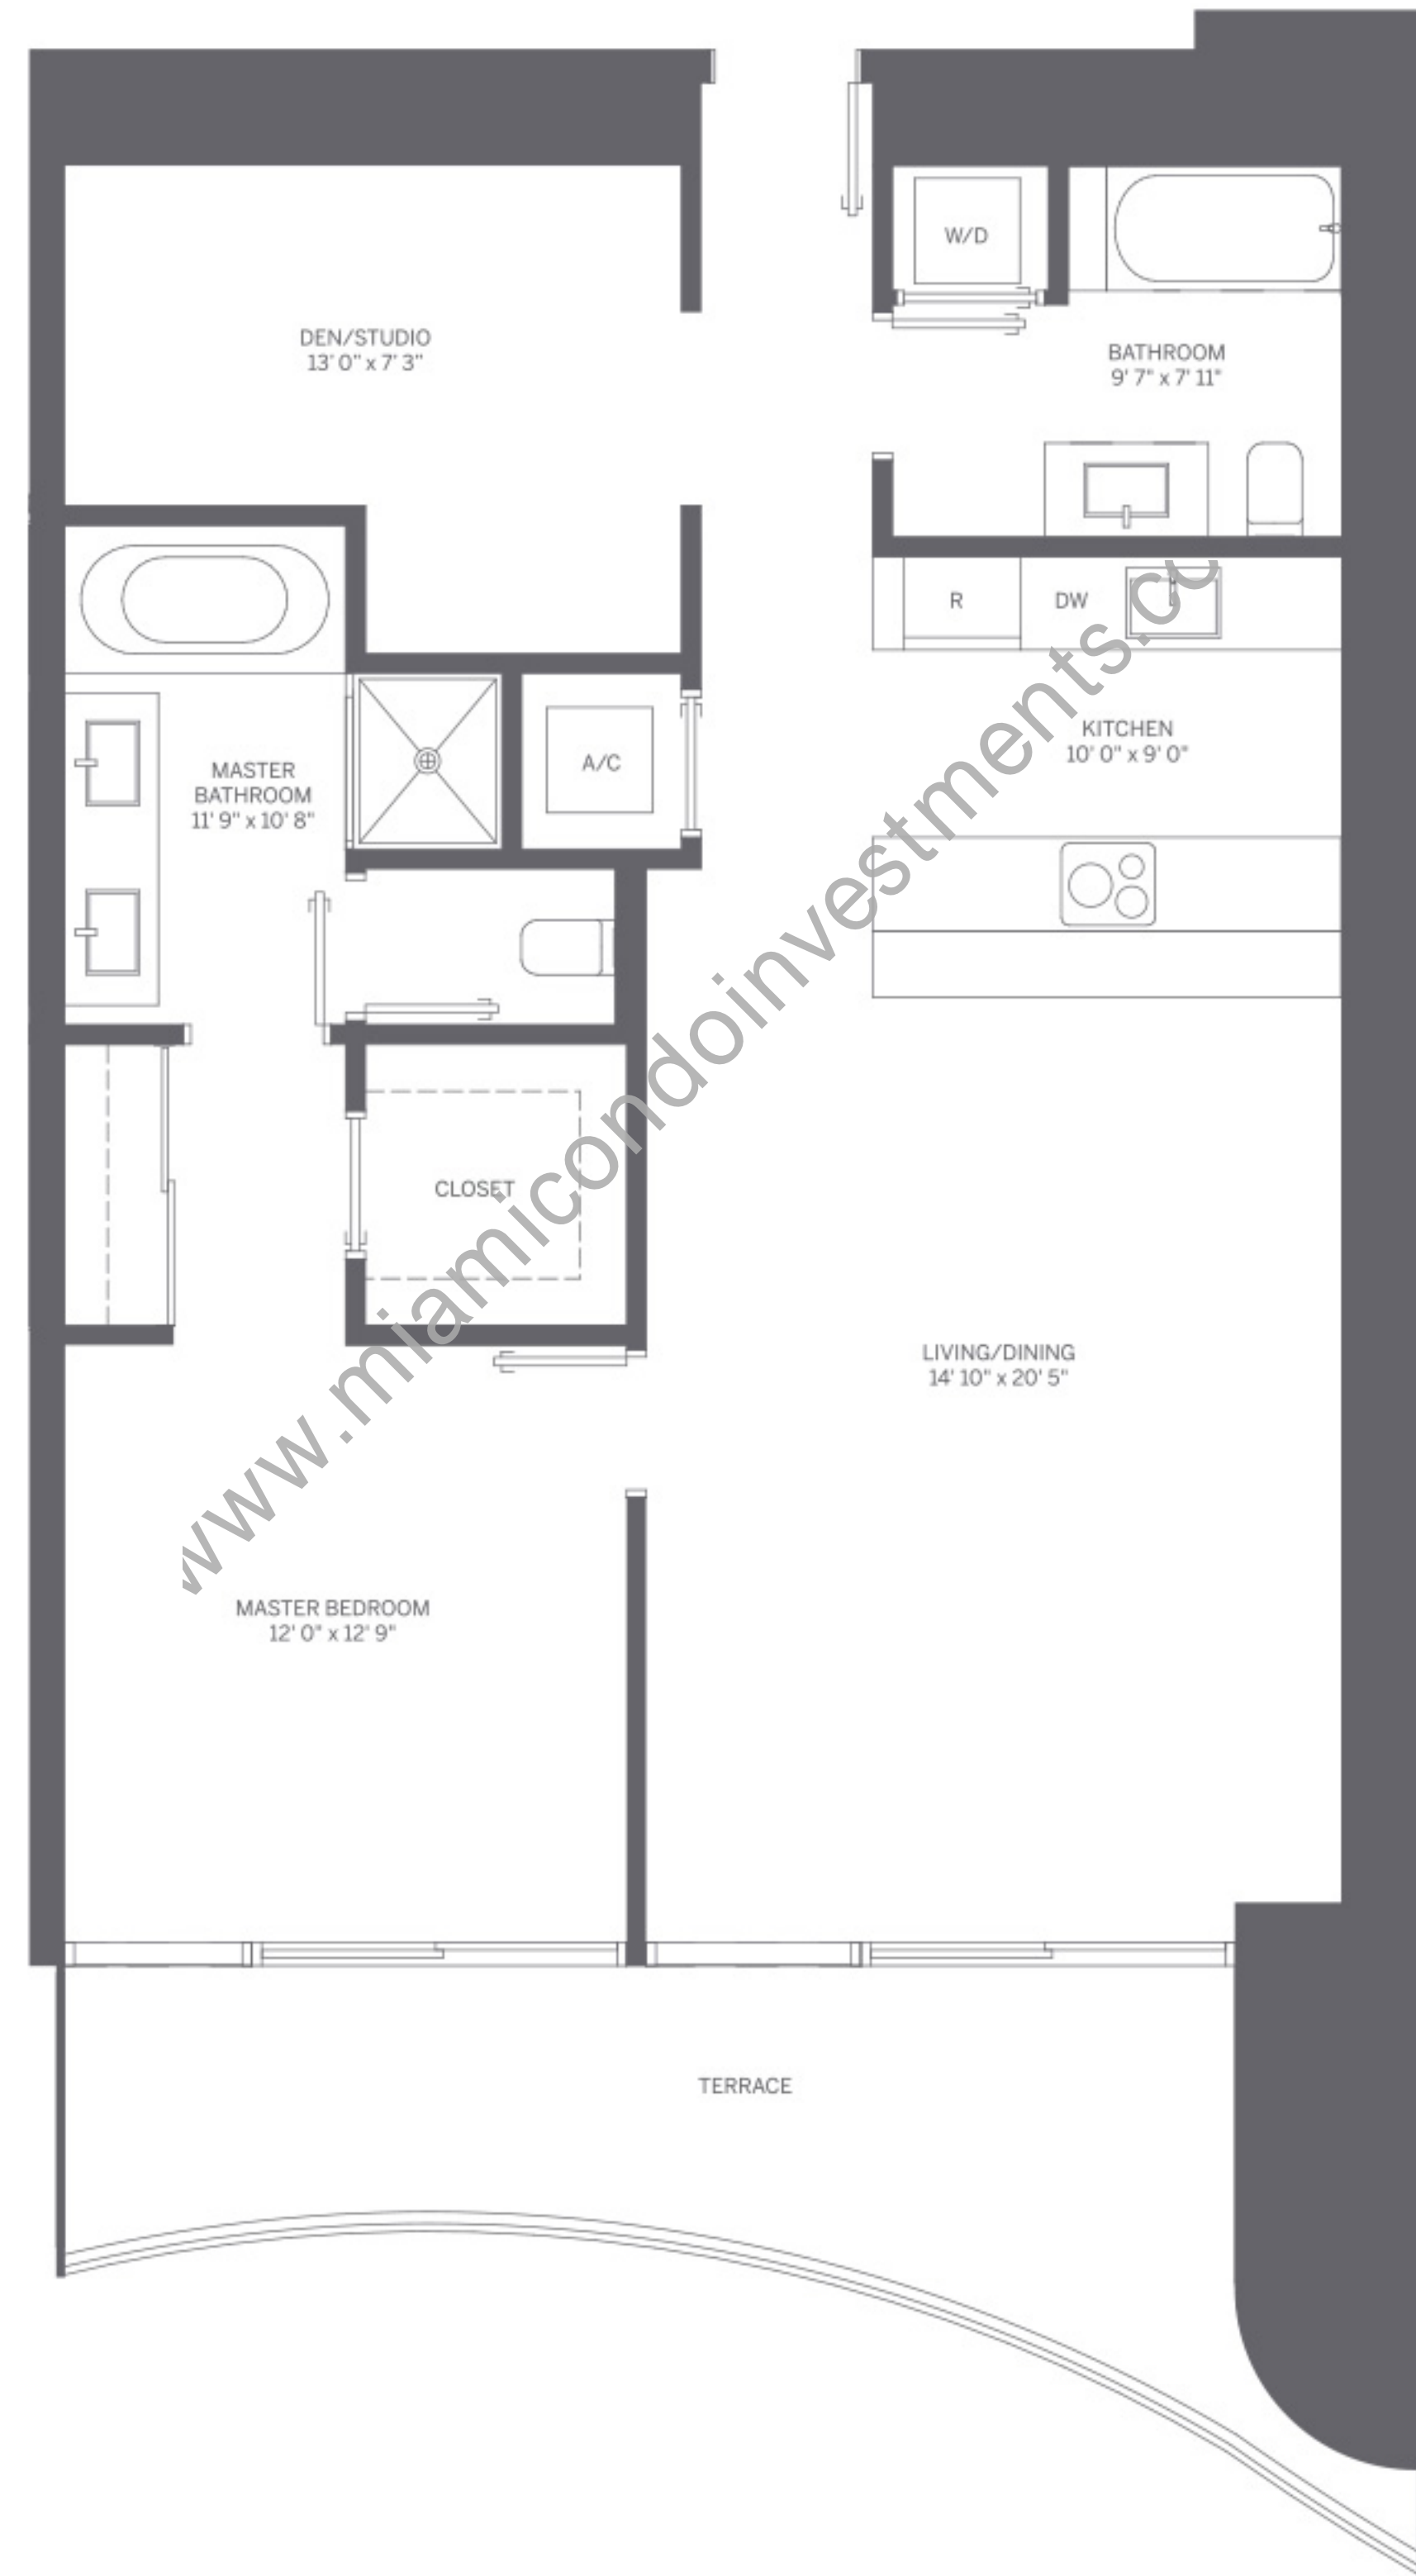 W/D
DEN/STUDIO
13' 0" x 7' 3"
BATHROOM
9' 7" x 7' 11"
R
DW
KITCHEN
10' 0" x 9' 0"
A/C
MASTER
BATHROOM
11' 9" x 10' 8"
CLOSET
www.miamicondoinvestments.co
LIVING/DINING
14' 10" x 20' 5"
MASTER BEDROOM
12' 0" x 12' 9"
TERRACE